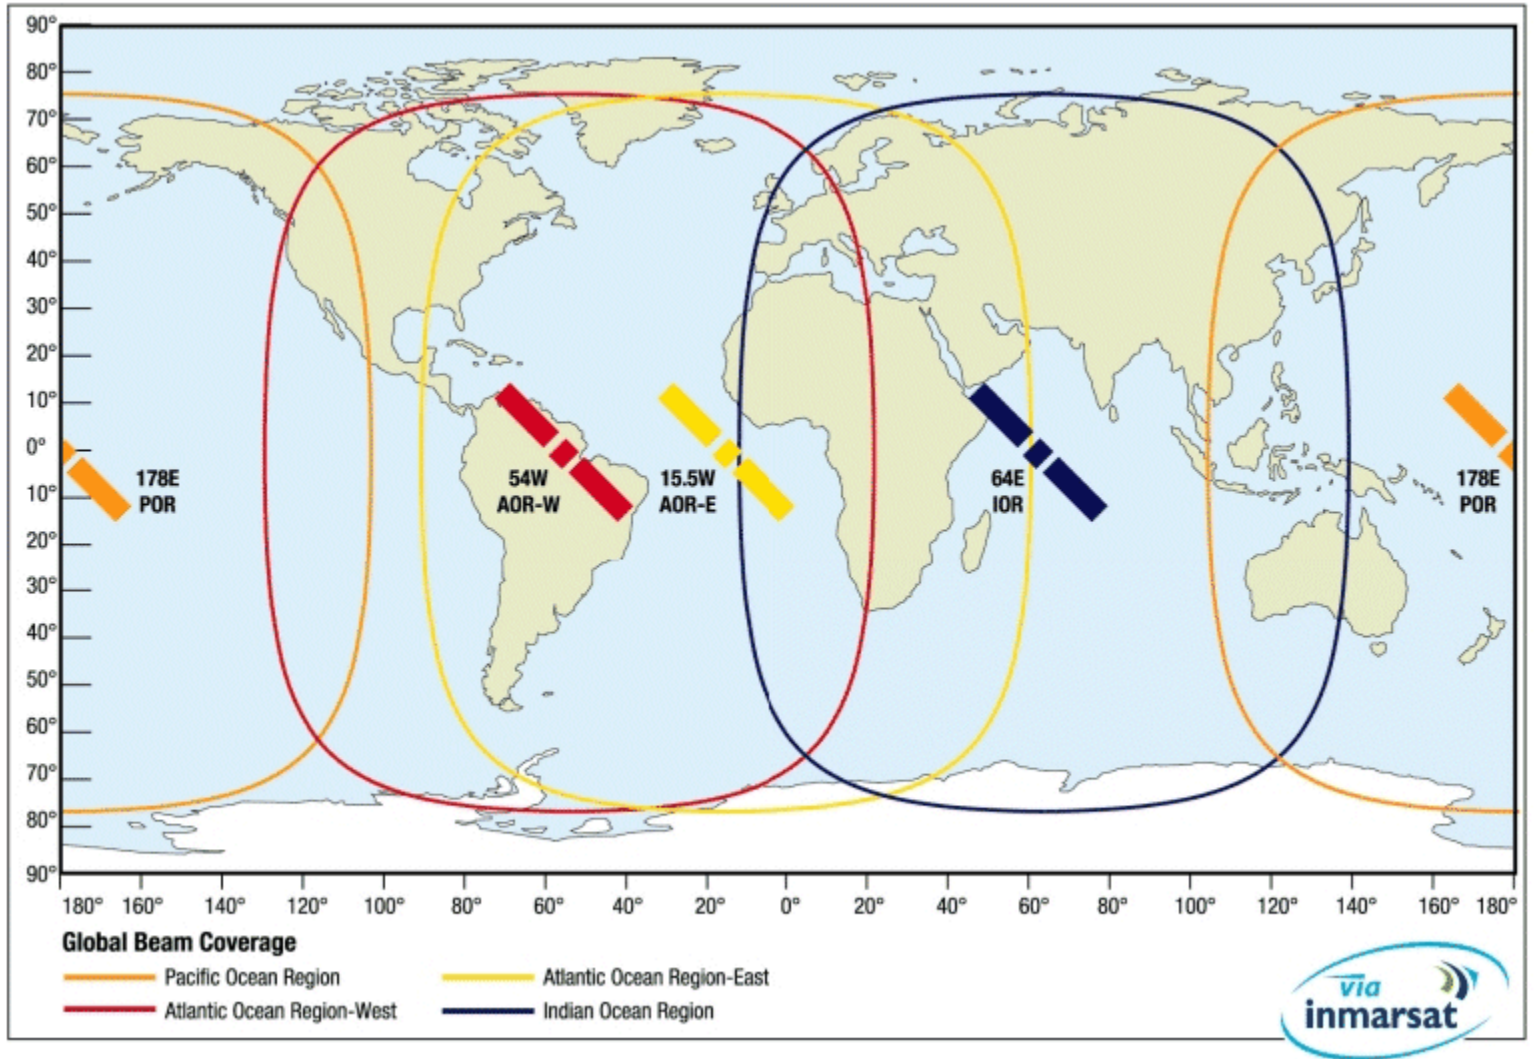 90°
80°
70°
60°
50°
40°
30°
20°
10°
0°
10°
20°
30°
40°
50°
60°
70°
80°
90°
178E
POR
54W
AOR-W
15.5W
AOR-E
64E
IOR
178E
POR
180° 160° 140° 120° 100° 80° 60° 40° 20° 0° 20° 40° 60° 80° 100° 120° 140° 160° 180°
Global Beam Coverage
Pacific Ocean Region
Atlantic Ocean Region-East
Atlantic Ocean Region-West
Indian Ocean Region
via
inmarsat